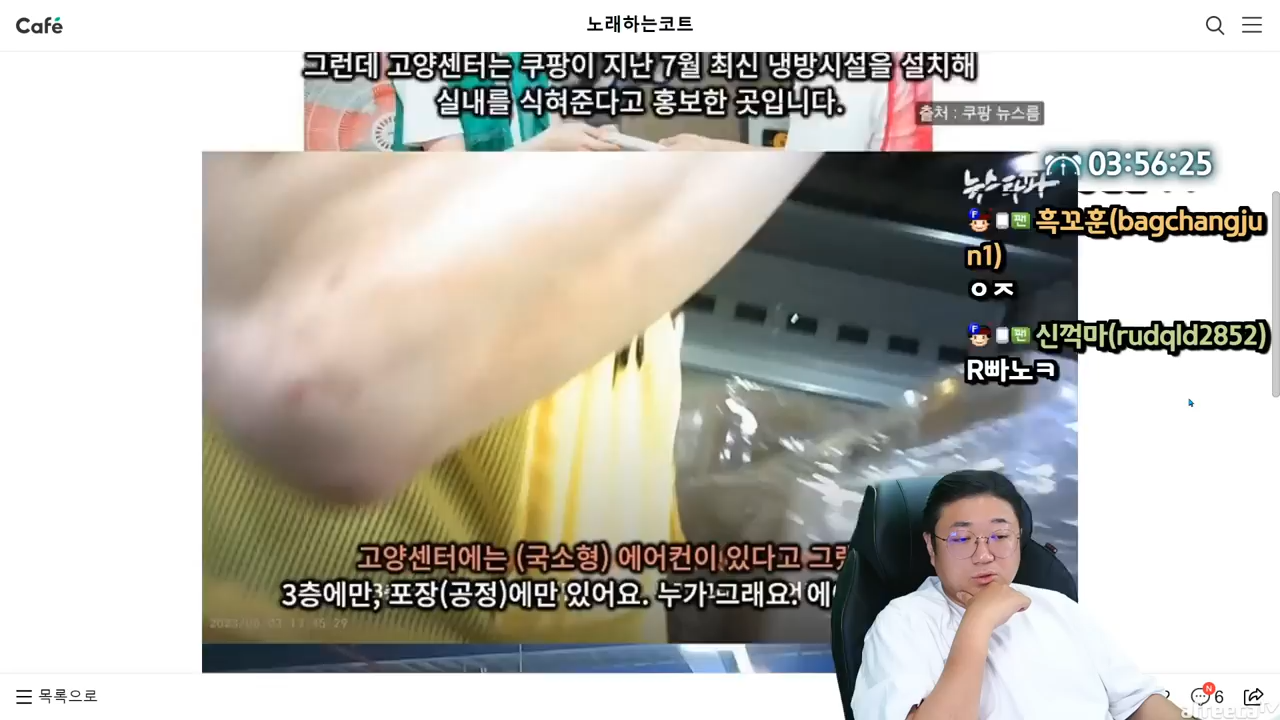 Café
노래하는코트
그런데 고양센터는 쿠팡이 지난 7월 최신 냉방시설을 설치해
실내를 식혀준다고 홍보한 곳입니다.
출처 : 쿠팡 뉴스룸
뉴스타파
03:56:25
흑꼬훈(bagchangju
n1)
ㅇㅈ
신꺽마(rudqld2852)
R빠노ㅋ
고양센터에는 (국소형) 에어컨이 있다고 그
3층에만, 포장(공정)에만 있어요. 누가 그래요? 에
목록으로
6
afreecaTV